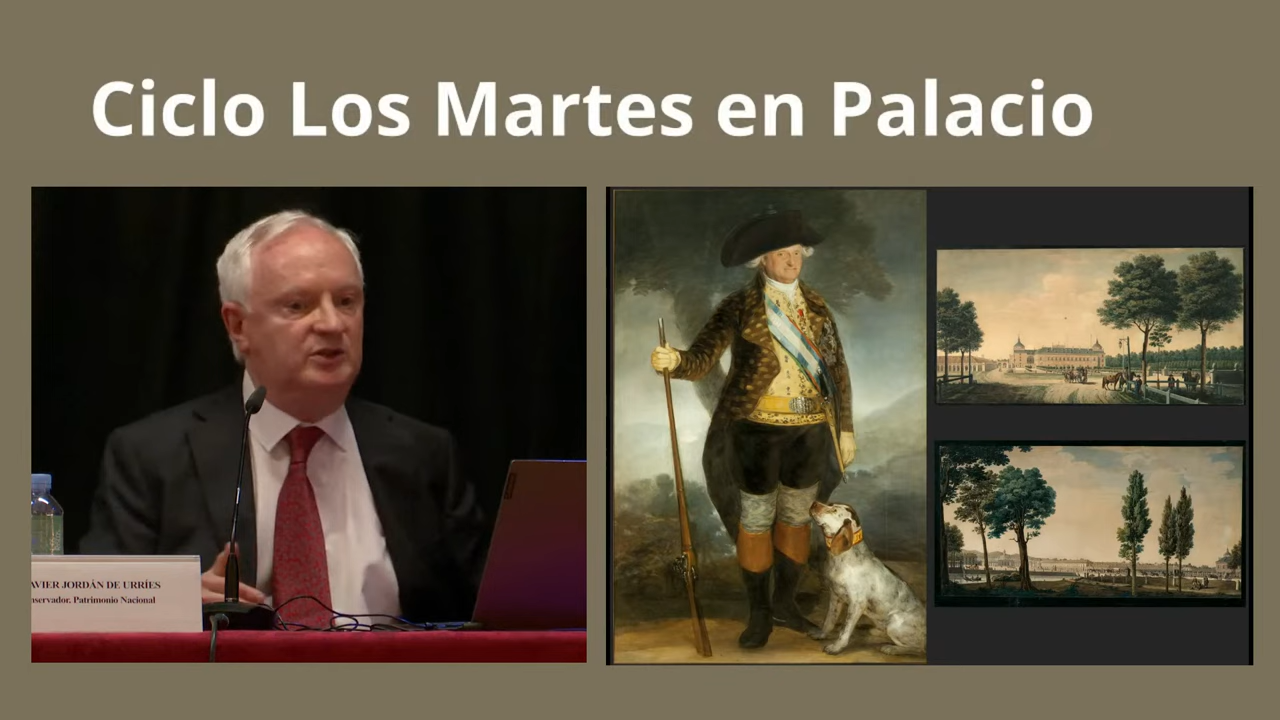 Ciclo Los Martes en Palacio
AVIER JORDÁN DE URRÍES
nservador, Patrimonio Nacional